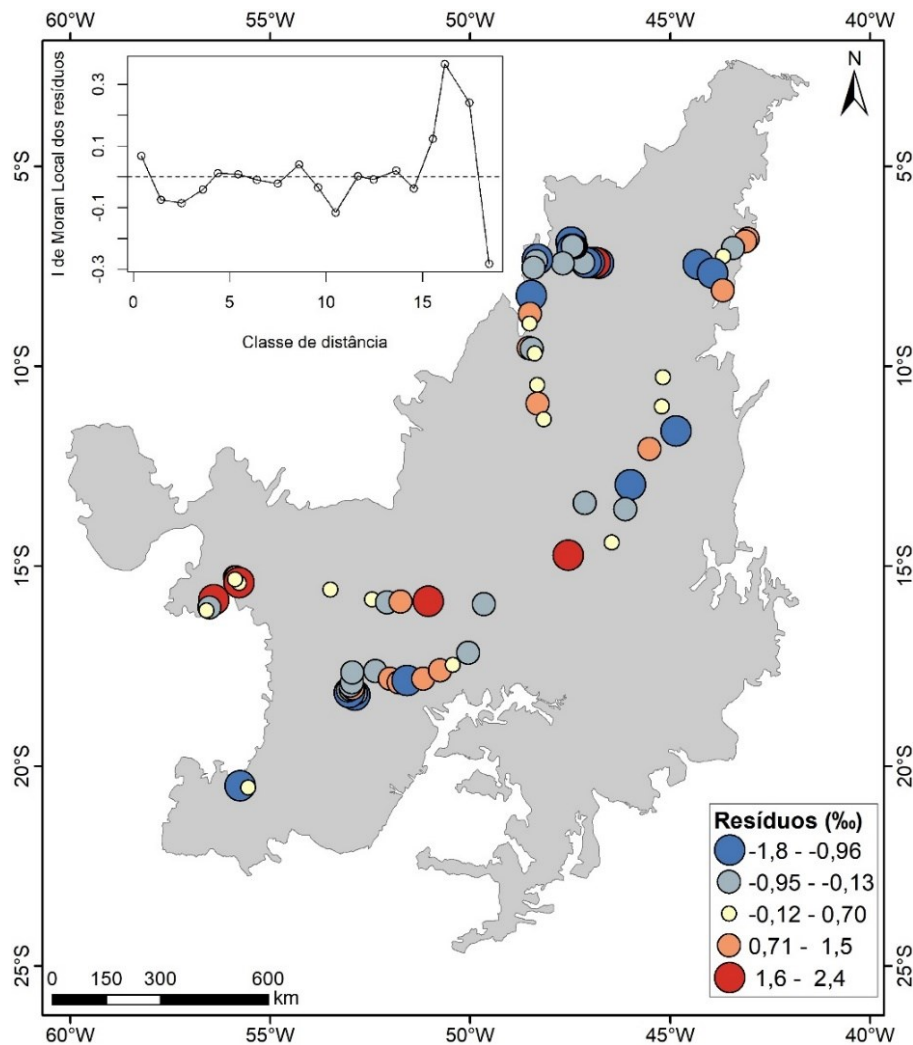 60°W 55°W 50°W 45°W 40°W
N
I de Moran Local dos resíduos
0.3
0.1
-0.1
-0.3
0 5 10 15
Classe de distância
5°S 5°S
10°S 10°S
15°S 15°S
20°S 20°S
25°S 25°S
Resíduos (‰)
-1,8 - -0,96
-0,95 - -0,13
-0,12 - 0,70
0,71 - 1,5
1,6 - 2,4
0 150 300 600
km
60°W 55°W 50°W 45°W 40°W